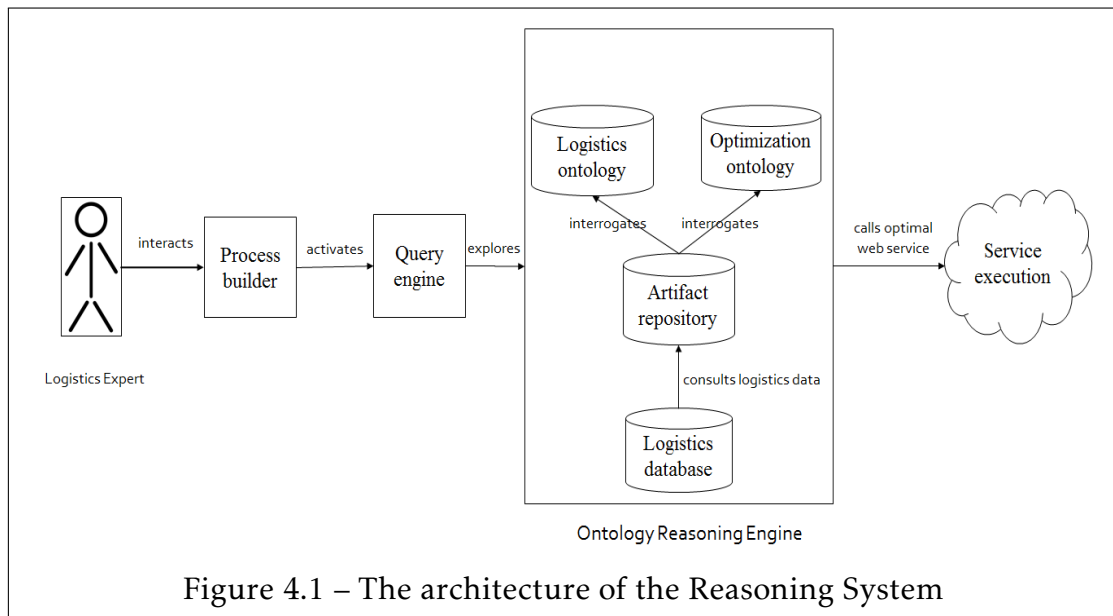 Logistics
ontology
Optimization
ontology
interrogates
interrogates
interacts
Process
builder
activates
Query
engine
explores
Artifact
repository
calls optimal
web service
Service
execution
Logistics Expert
consults logistics data
Logistics
database
Ontology Reasoning Engine
Figure 4.1 – The architecture of the Reasoning System